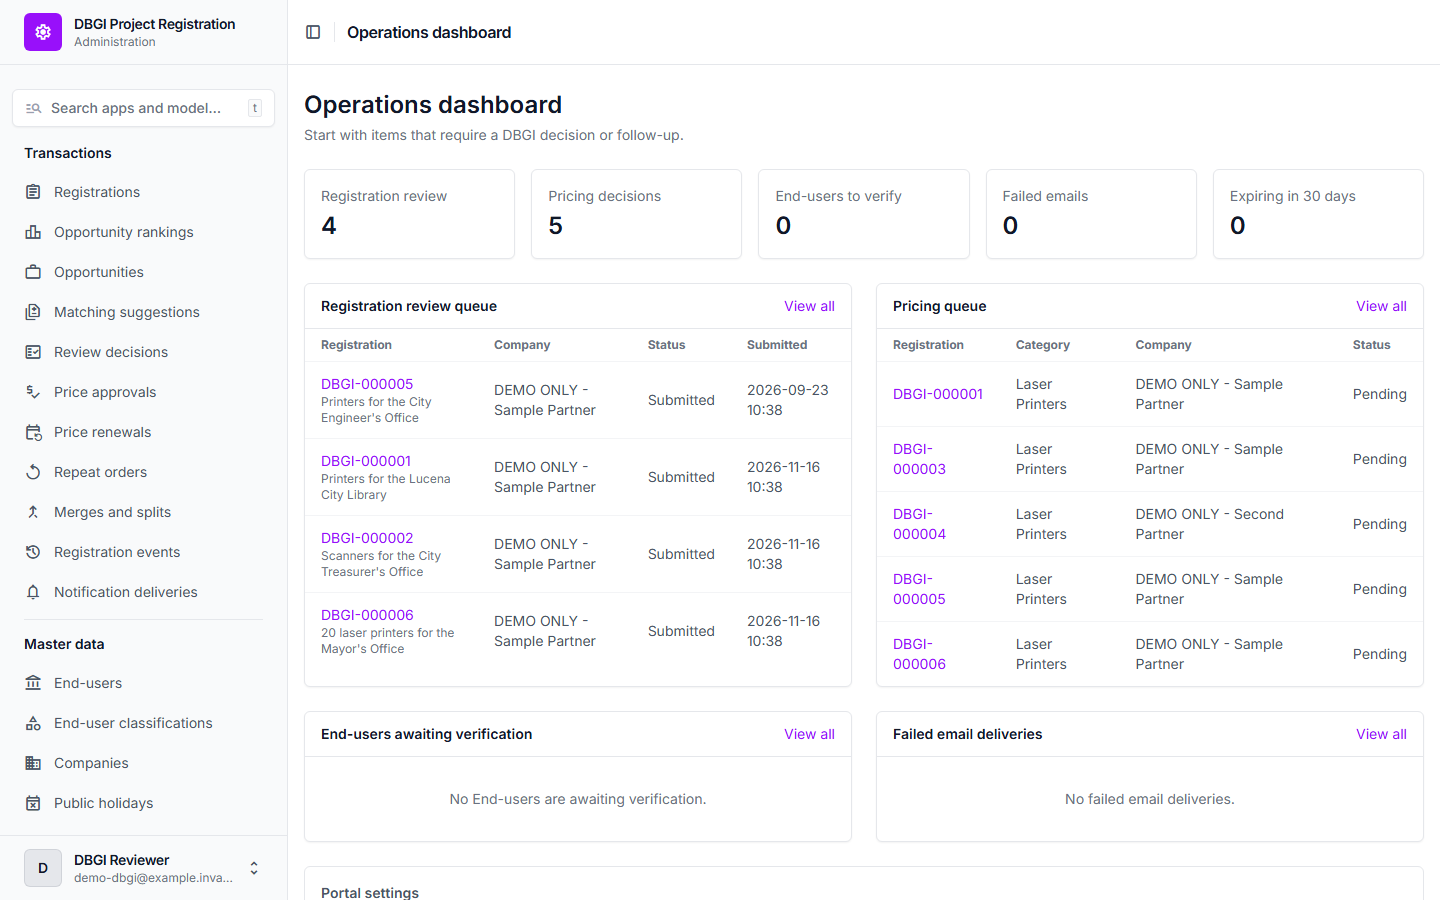 DBGI Project Registration
Administration
Search apps and model...
t
Transactions
Registrations
Opportunity rankings
Opportunities
Matching suggestions
Review decisions
Price approvals
Price renewals
Repeat orders
Merges and splits
Registration events
Notification deliveries
Master data
End-users
End-user classifications
Companies
Public holidays
D
DBGI Reviewer
demo-dbgi@example.inva...
Operations dashboard
Operations dashboard
Start with items that require a DBGI decision or follow-up.
Registration review
4
Pricing decisions
5
End-users to verify
0
Failed emails
0
Expiring in 30 days
0
Registration review queue
View all
Registration Company Status Submitted
DBGI-000005
Printers for the City
Engineer's Office
DEMO ONLY -
Sample Partner
Submitted
2026-09-23
10:38
DBGI-000001
Printers for the Lucena
City Library
DEMO ONLY -
Sample Partner
Submitted
2026-11-16
10:38
DBGI-000002
Scanners for the City
Treasurer's Office
DEMO ONLY -
Sample Partner
Submitted
2026-11-16
10:38
DBGI-000006
20 laser printers for the
Mayor's Office
DEMO ONLY -
Sample Partner
Submitted
2026-11-16
10:38
Pricing queue
View all
Registration Category Company Status
DBGI-000001
Laser
Printers
DEMO ONLY - Sample
Partner
Pending
DBGI-
000003
Laser
Printers
DEMO ONLY - Sample
Partner
Pending
DBGI-
000004
Laser
Printers
DEMO ONLY - Second
Partner
Pending
DBGI-
000005
Laser
Printers
DEMO ONLY - Sample
Partner
Pending
DBGI-
000006
Laser
Printers
DEMO ONLY - Sample
Partner
Pending
End-users awaiting verification
View all
No End-users are awaiting verification.
Failed email deliveries
View all
No failed email deliveries.
Portal settings